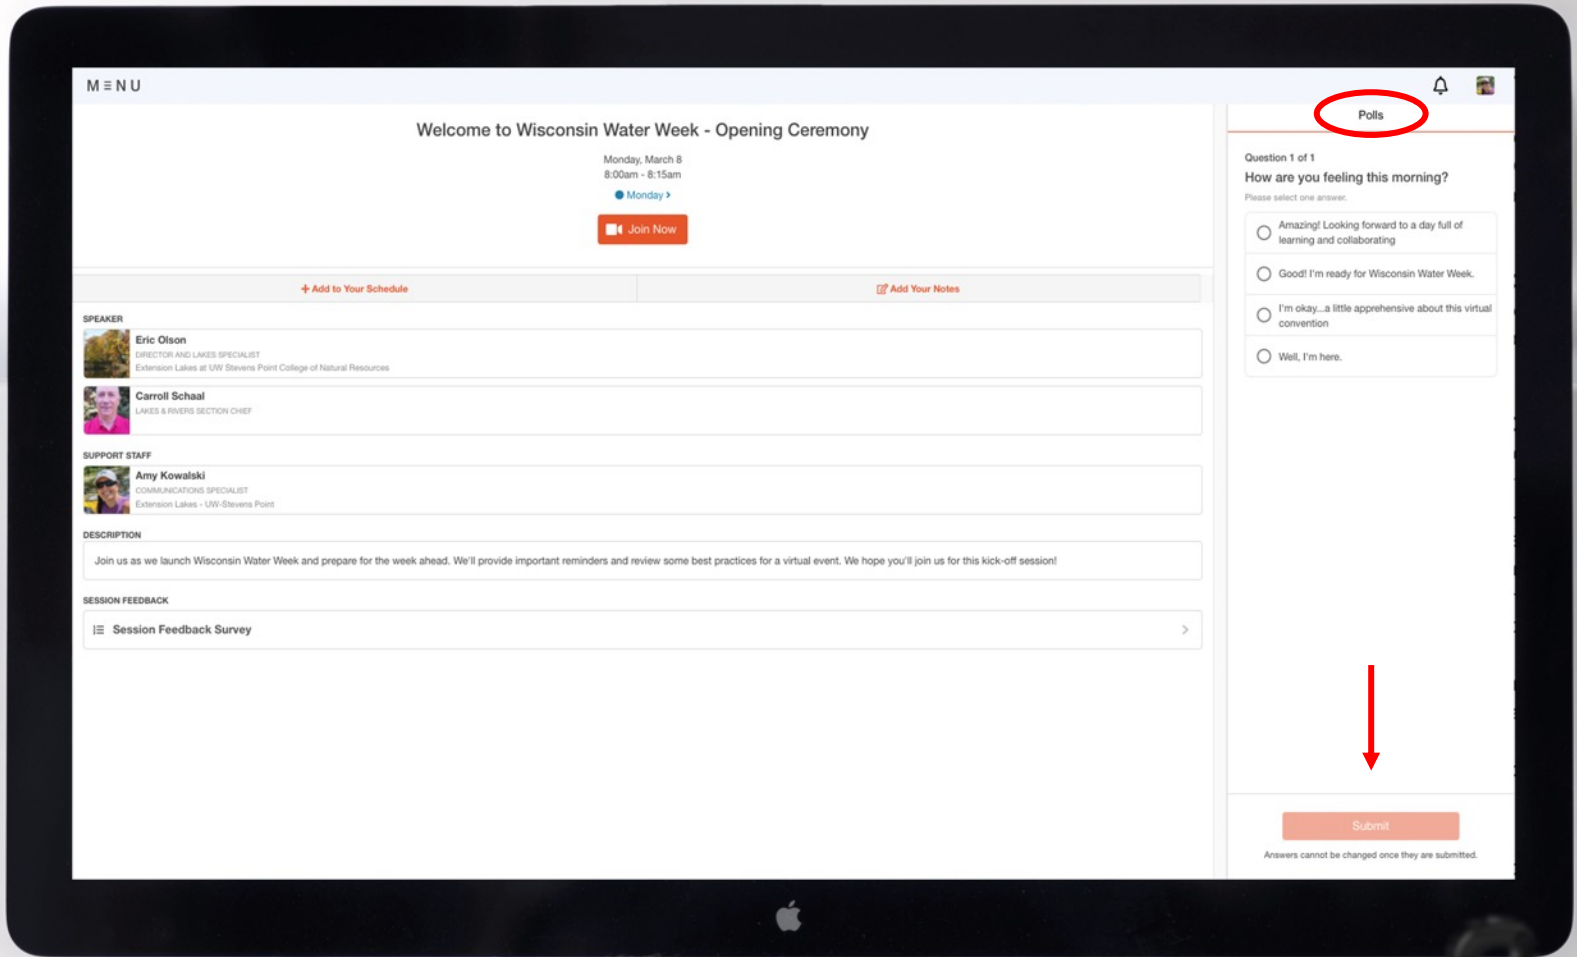 M≡NU
Welcome to Wisconsin Water Week - Opening Ceremony
Monday, March 8
8:00am - 8:15am
Monday >
Join Now
+ Add to Your Schedule
Add Your Notes
SPEAKER
Eric Olson
DIRECTOR AND LAKES SPECIALIST
Extension Lakes at UW Stevens Point College of Natural Resources
Carroll Schaal
LAKES & RIVERS SECTION CHIEF
SUPPORT STAFF
Amy Kowalski
COMMUNICATIONS SPECIALIST
Extension Lakes - UW-Stevens Point
DESCRIPTION
Join us as we launch Wisconsin Water Week and prepare for the week ahead. We'll provide important reminders and review some best practices for a virtual event. We hope you'll join us for this kick-off session!
SESSION FEEDBACK
Session Feedback Survey
Polls
Question 1 of 1
How are you feeling this morning?
Please select one answer.
Amazing! Looking forward to a day full of
learning and collaborating
Good! I'm ready for Wisconsin Water Week.
I'm okay...a little apprehensive about this virtual
convention
Well, I'm here.
Submit
Answers cannot be changed once they are submitted.